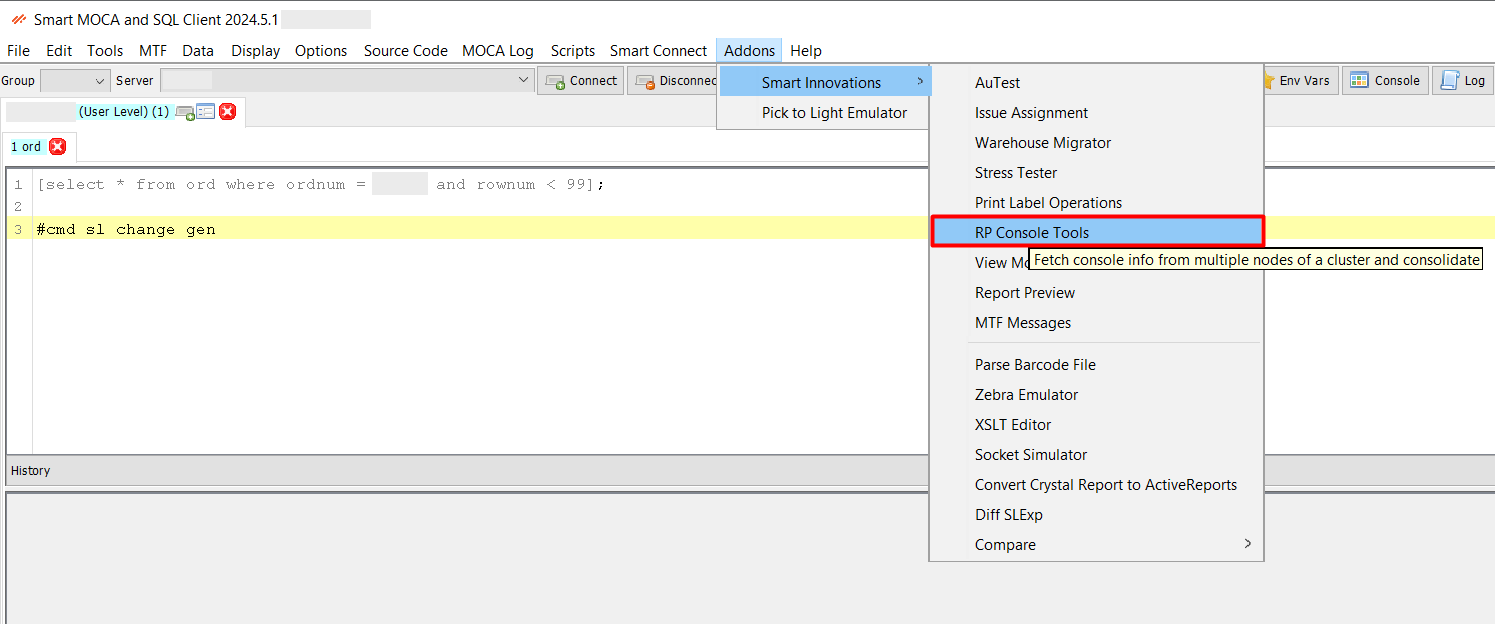 Smart MOCA and SQL Client 2024.5.1
File Edit Tools MTF Data Display Options Source Code MOCA Log Scripts Smart Connect Addons Help
Group Server Connect Disconnec Env Vars Console Log
(User Level) (1)
1 ord
1 [select * from ord where ordnum = and rownum < 99];
2
3 #cmd sl change gen
History
Smart Innovations >
Pick to Light Emulator
AuTest
Issue Assignment
Warehouse Migrator
Stress Tester
Print Label Operations
RP Console Tools
Fetch console info from multiple nodes of a cluster and consolidate
View
Report Preview
MTF Messages
Parse Barcode File
Zebra Emulator
XSLT Editor
Socket Simulator
Convert Crystal Report to ActiveReports
Diff SLExp
Compare >